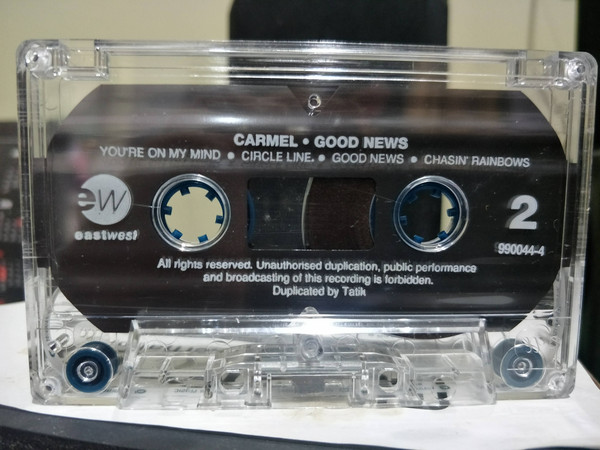 CARMEL • GOOD NEWS
YOU'RE ON MY MIND • CIRCLE LINE. • GOOD NEWS • CHASIN' RAINBOWS
ew
eastwest
2
990044-4
All rights reserved. Unauthorised duplication, public performance
and broadcasting of this recording is forbidden.
Duplicated by Tatik